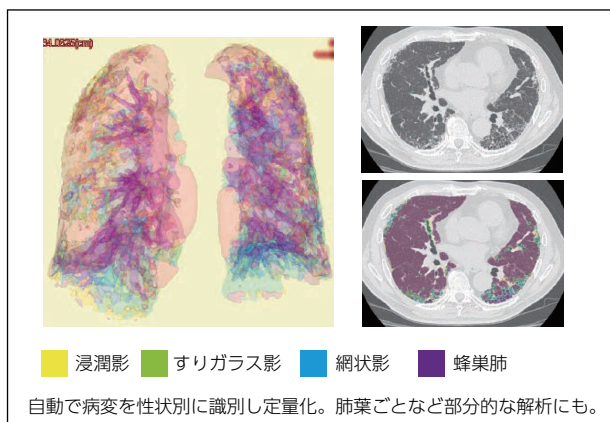 浸潤影
すりガラス影
網状影
蜂巣肺
自動で病変を性状別に識別し定量化。肺葉ごとなど部分的な解析にも。